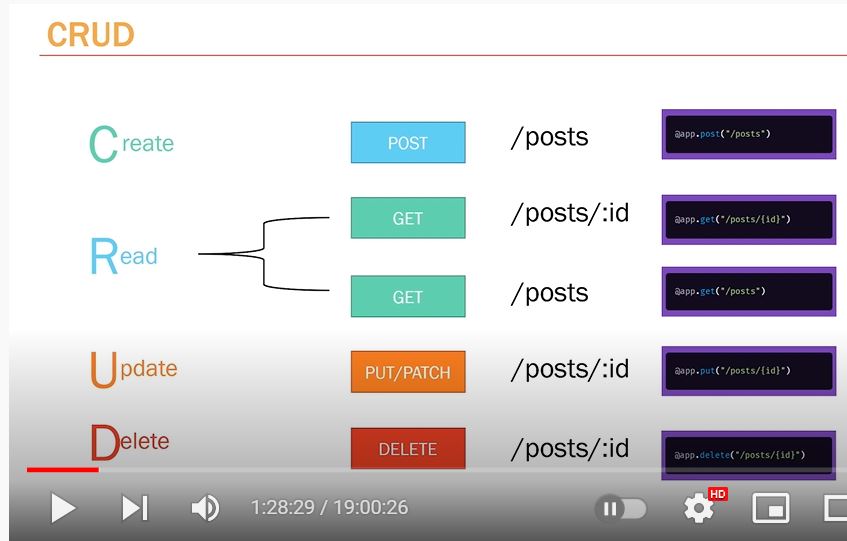 CRUD
Create POST /posts @app.post("/posts")
GET /posts/:id @app.get("/posts/{id}")
Read
GET /posts @app.get("/posts")
Update PUT/PATCH /posts/:id @app.put("/posts/{id}")
Delete DELETE /posts/:id @app.delete("/posts/{id}")
1:28:29 / 19:00:26 HD